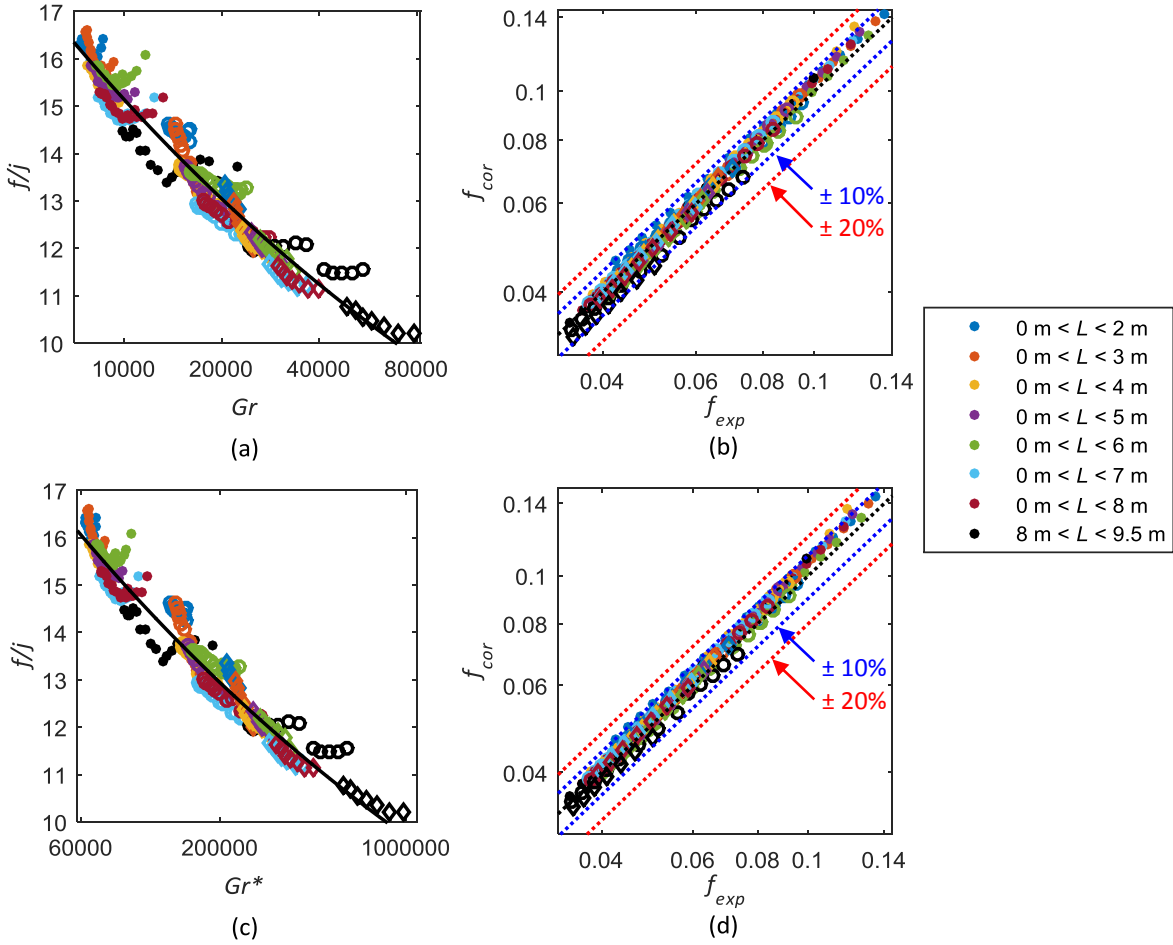 17
16
15
14
13
12
11
10
f/j
10000
20000
40000
80000
Gr
(a)
0.14
0.1
0.08
0.06
0.04
f_cor
± 10%
± 20%
0.04
0.06
0.08
0.1
0.14
f_exp
(b)
0 m < L < 2 m
0 m < L < 3 m
0 m < L < 4 m
0 m < L < 5 m
0 m < L < 6 m
0 m < L < 7 m
0 m < L < 8 m
8 m < L < 9.5 m
17
16
15
14
13
12
11
10
f/j
60000
200000
1000000
Gr*
(c)
0.14
0.1
0.08
0.06
0.04
f_cor
± 10%
± 20%
0.04
0.06
0.08
0.1
0.14
f_exp
(d)